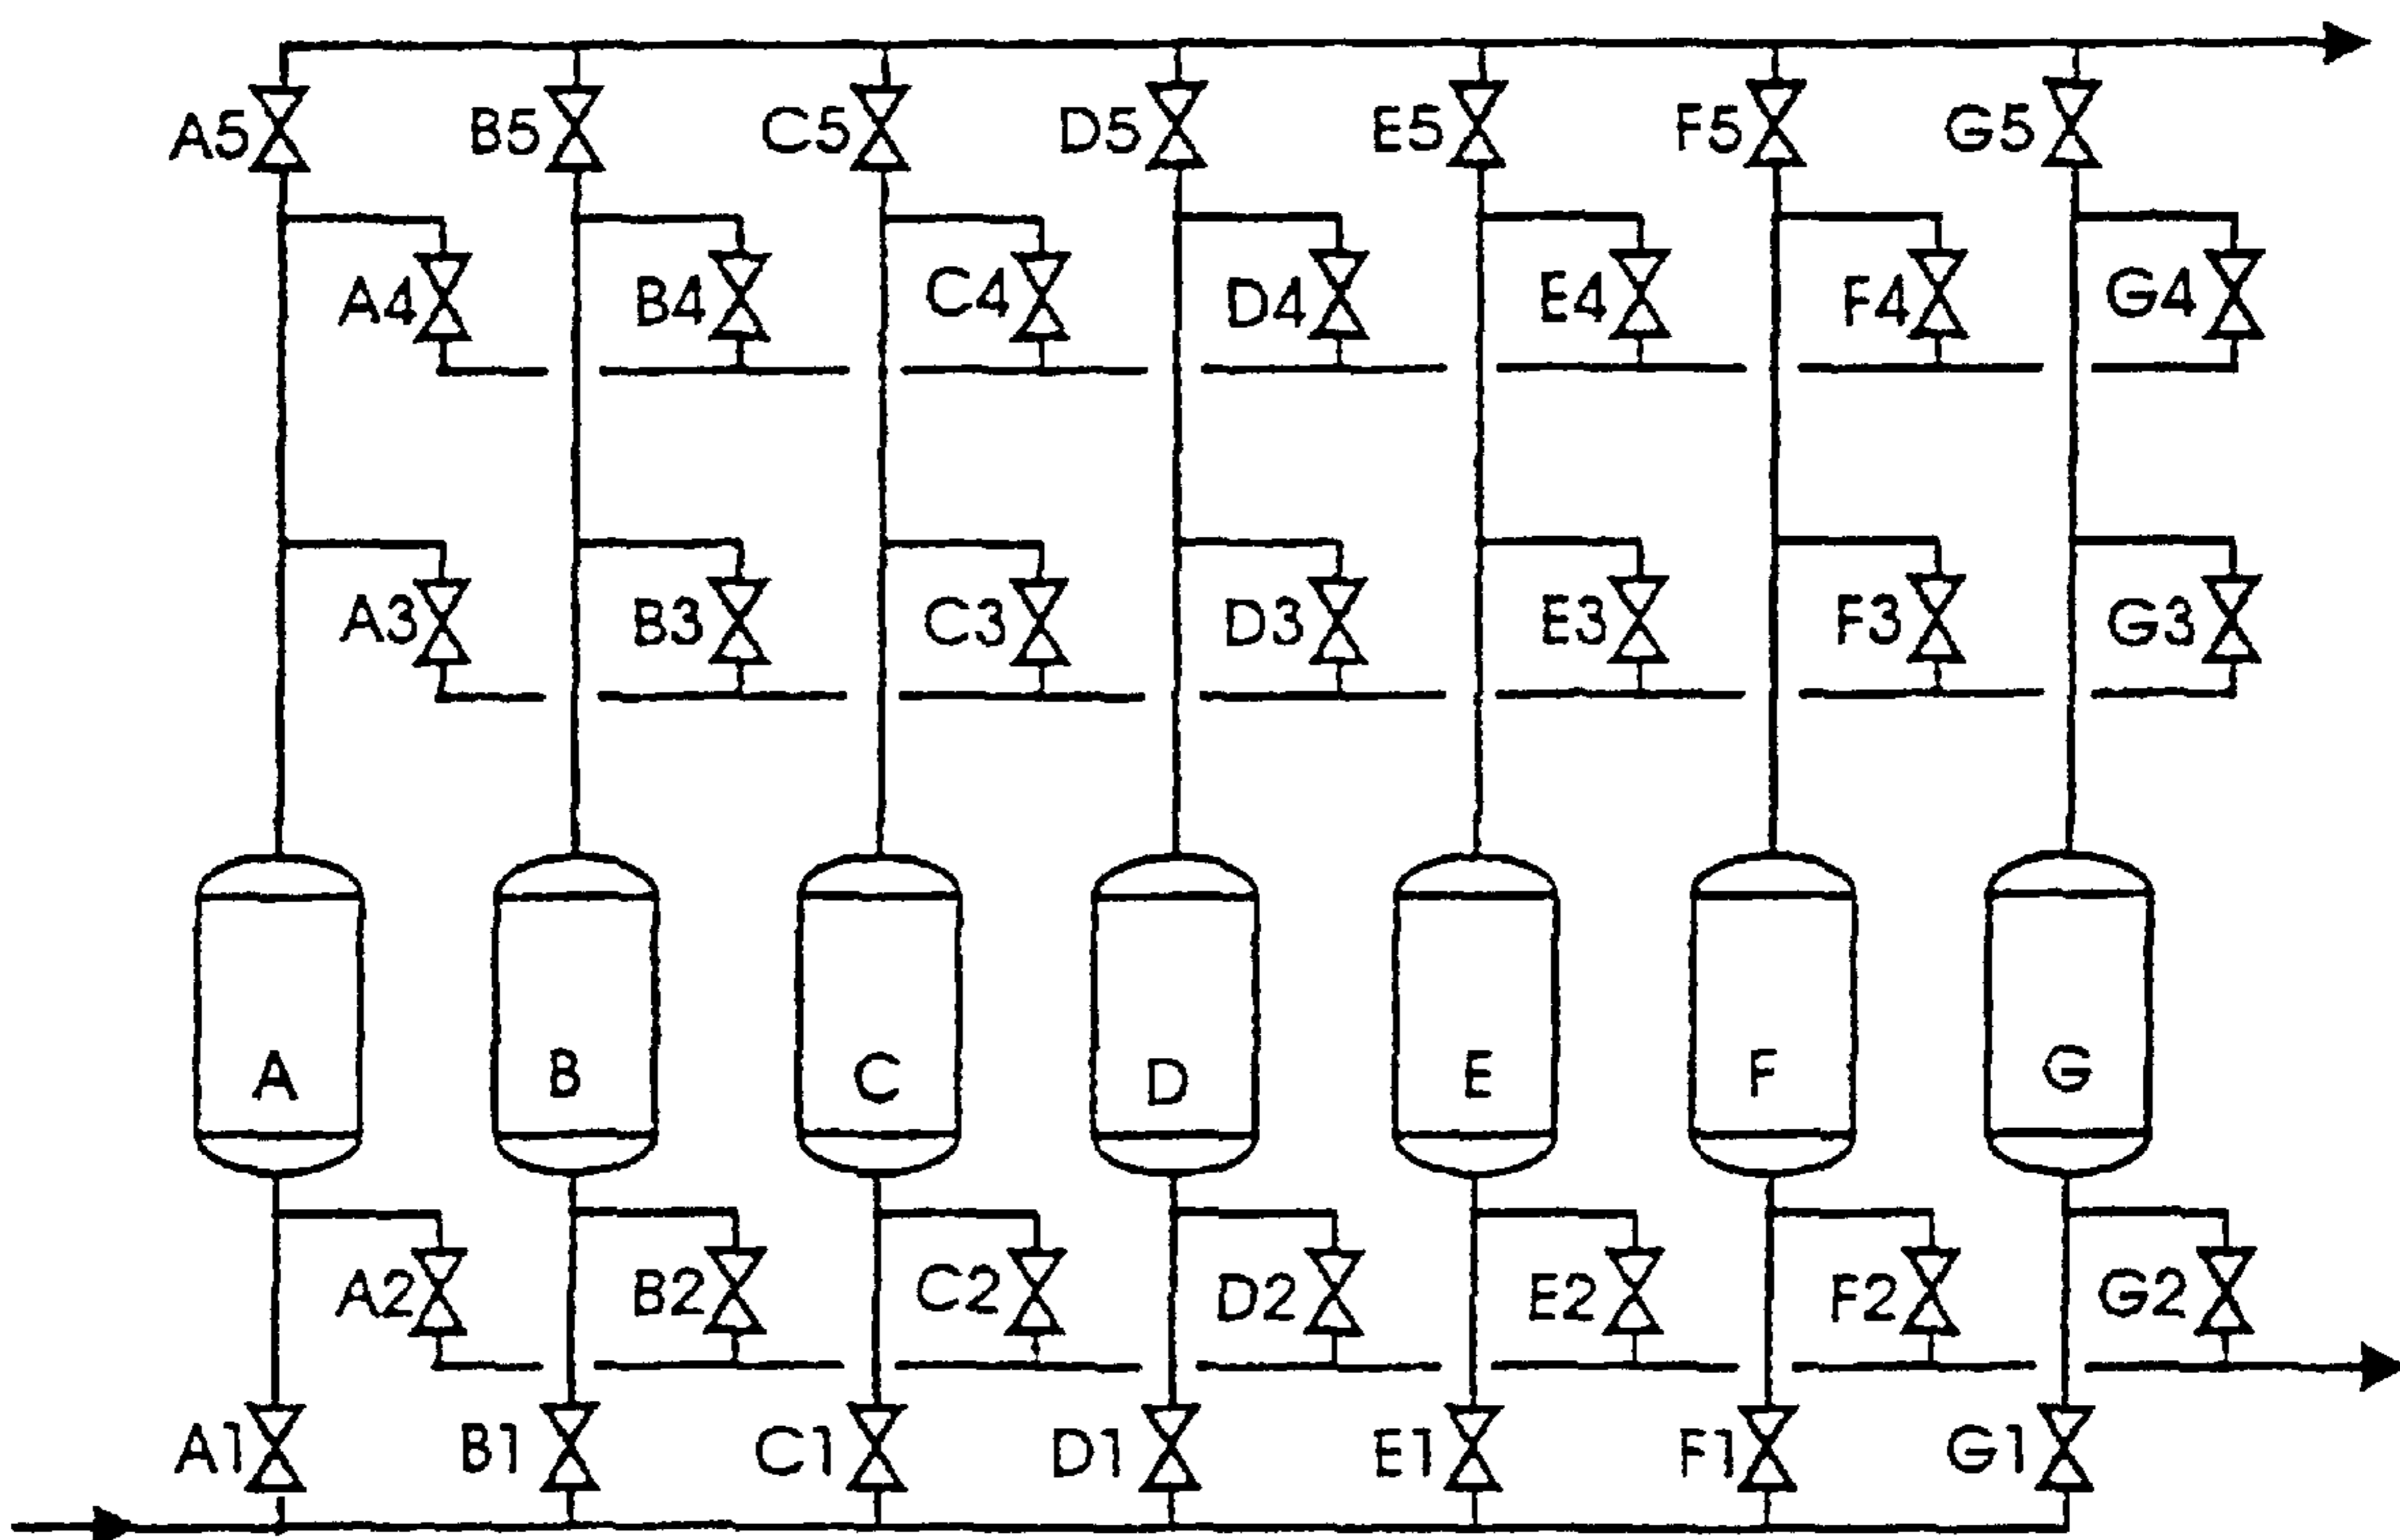 A5 B5 C5 D5 E5 F5 G5
A4 B4 C4 D4 E4 F4 G4
A3 B3 C3 D3 E3 F3 G3
A B C D E F G
A2 B2 C2 D2 E2 F2 G2
A1 B1 C1 D1 E1 F1 G1